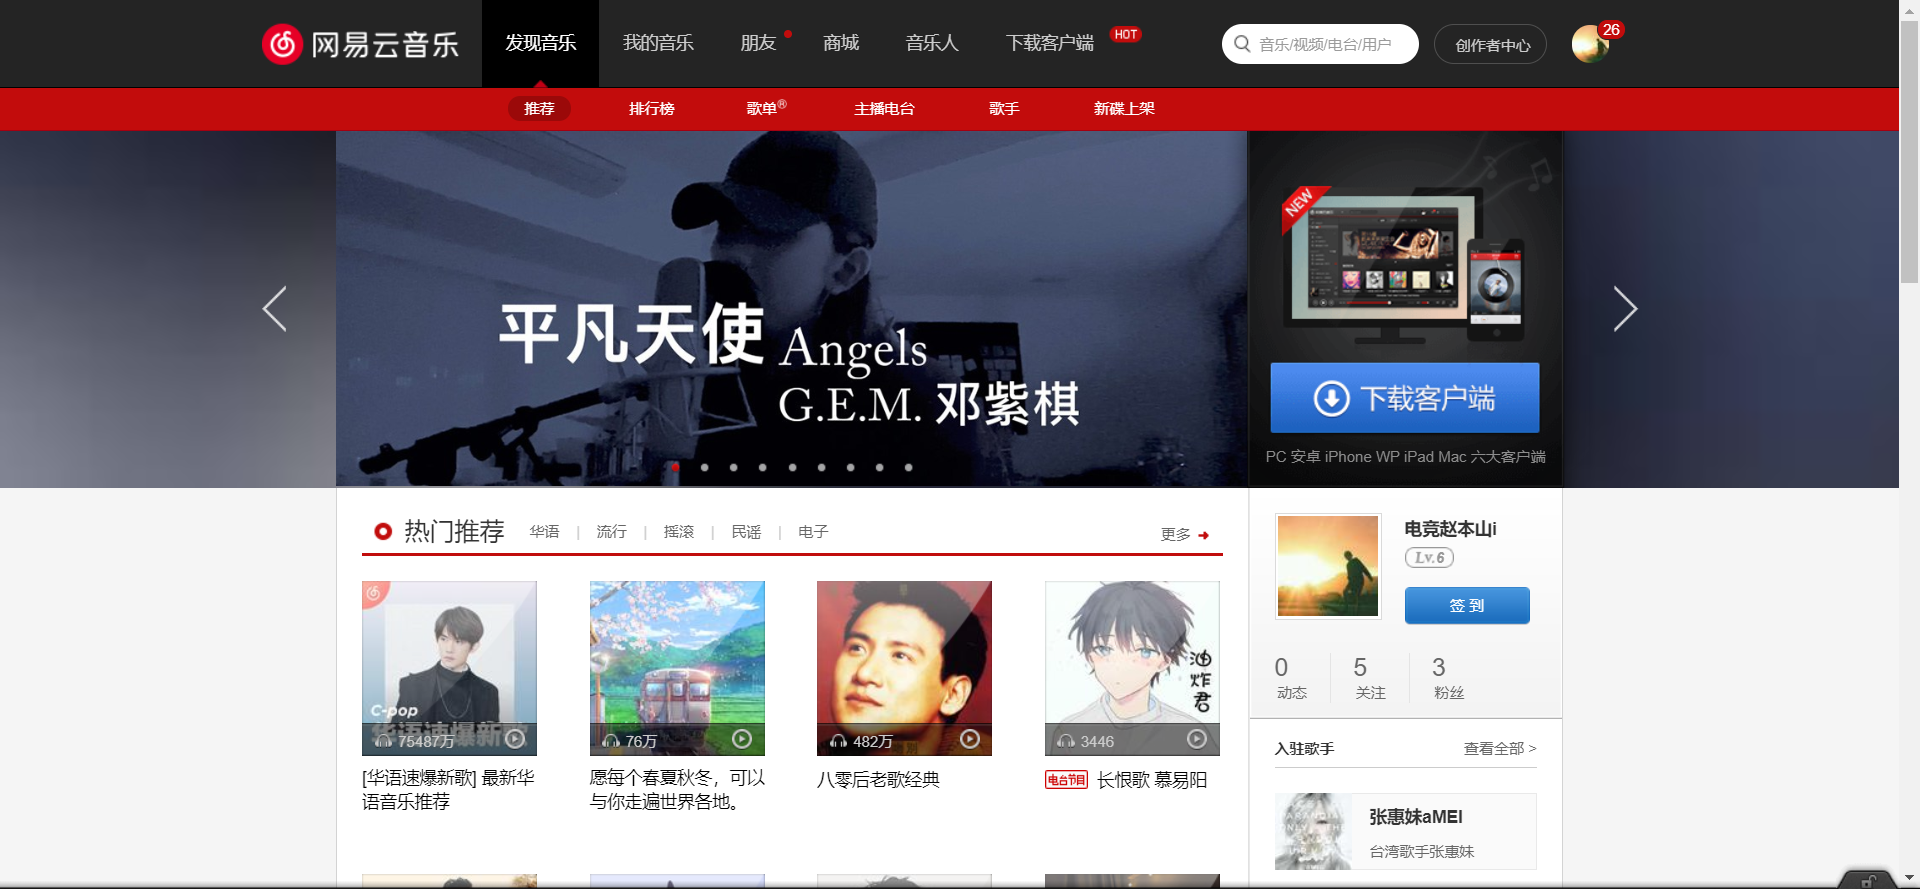 网易云音乐
发现音乐 我的音乐 朋友 商城 音乐人 下载客户端 HOT
音乐/视频/电台/用户
创作者中心
26
推荐 排行榜 歌单® 主播电台 歌手 新碟上架
平凡天使 Angels
G.E.M. 邓紫棋
NEW
下载客户端
PC 安卓 iPhone WP iPad Mac 六大客户端
热门推荐 华语 | 流行 | 摇滚 | 民谣 | 电子
更多
C-pop
华语速爆新歌
75487万
[华语速爆新歌] 最新华
语音乐推荐
76万
愿每个春夏秋冬，可以
与你走遍世界各地。
482万
八零后老歌经典
油炸君
3446
电台节目 长恨歌 慕易阳
电竞赵本山i
Lv.6
签 到
0 5 3
动态 关注 粉丝
入驻歌手 查看全部 >
张惠妹aMEI
台湾歌手张惠妹